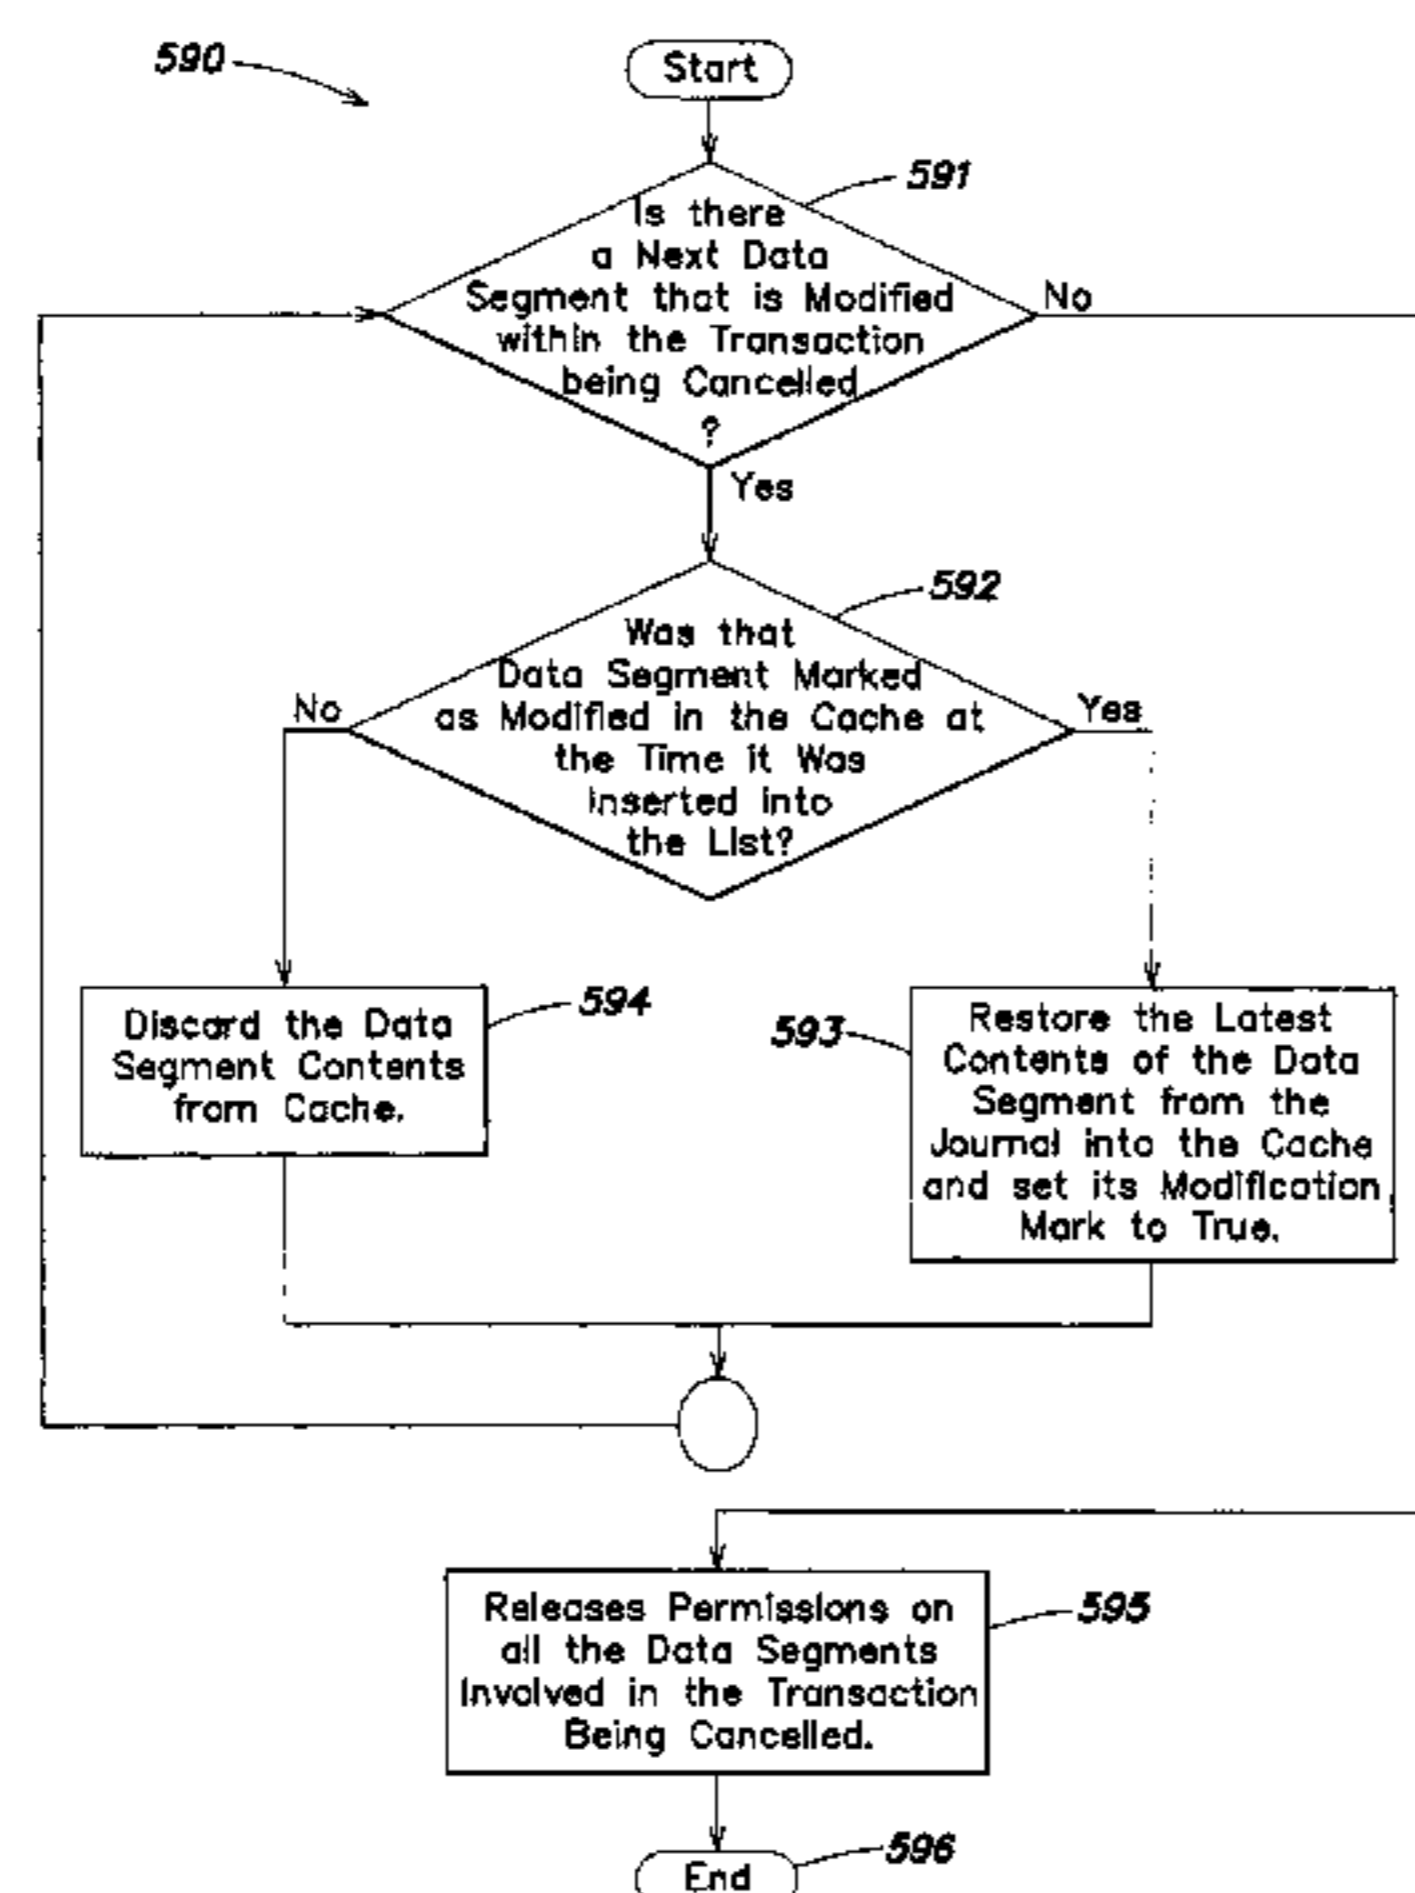 590
Start
591
Is there
a Next Data
Segment that is Modified
within the Transaction
being Cancelled
?
No
Yes
592
Was that
Data Segment Marked
as Modified in the Cache at
the Time it Was
Inserted into
the List?
No
Yes
594
Discard the Data
Segment Contents
from Cache.
593
Restore the Latest
Contents of the Data
Segment from the
Journal into the Cache
and set its Modification
Mark to True.
595
Releases Permissions on
all the Data Segments
Involved in the Transaction
Being Cancelled.
596
End